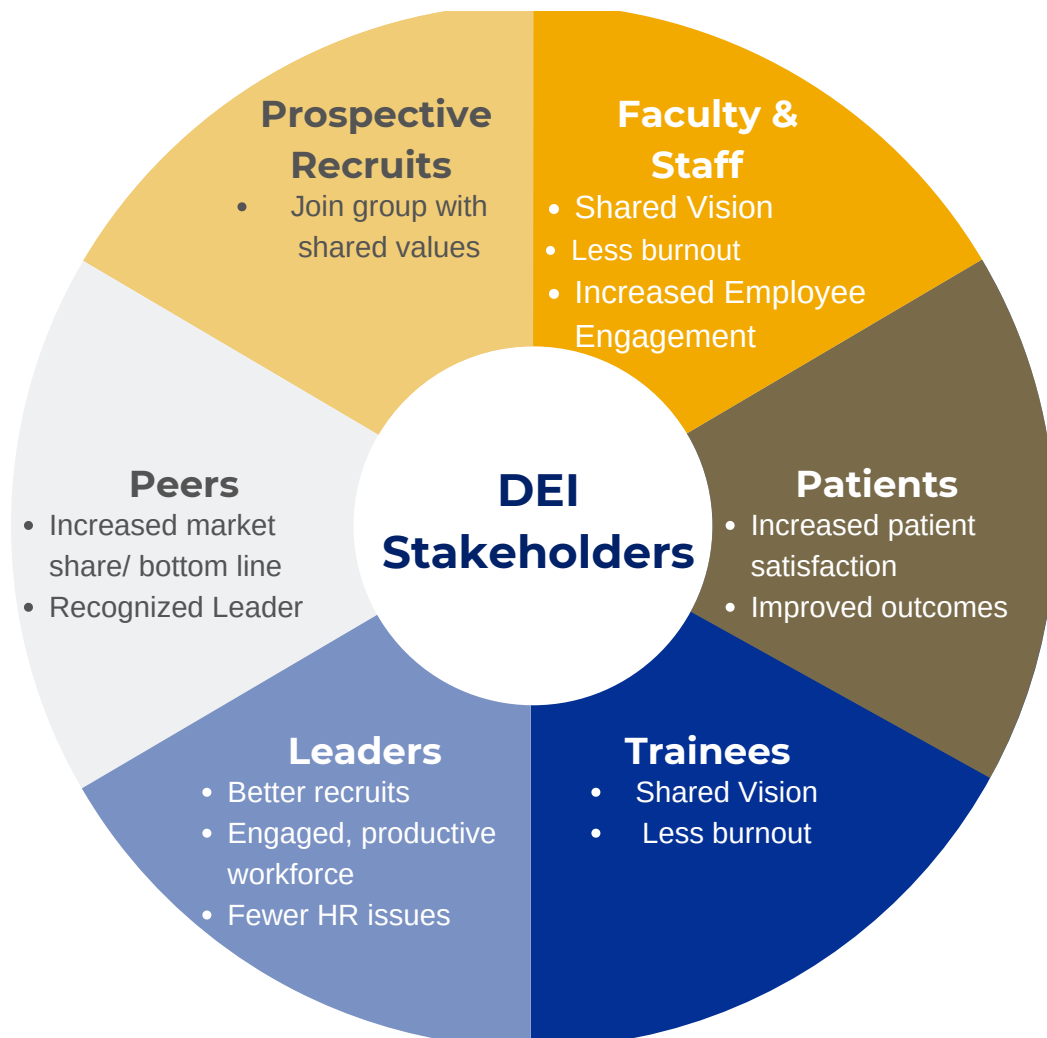 Prospective
Recruits
• Join group with
shared values
Faculty &
Staff
• Shared Vision
• Less burnout
• Increased Employee
Engagement
Peers
• Increased market
share/ bottom line
• Recognized Leader
DEI
Stakeholders
Patients
• Increased patient
satisfaction
• Improved outcomes
Leaders
• Better recruits
• Engaged, productive
workforce
• Fewer HR issues
Trainees
• Shared Vision
• Less burnout